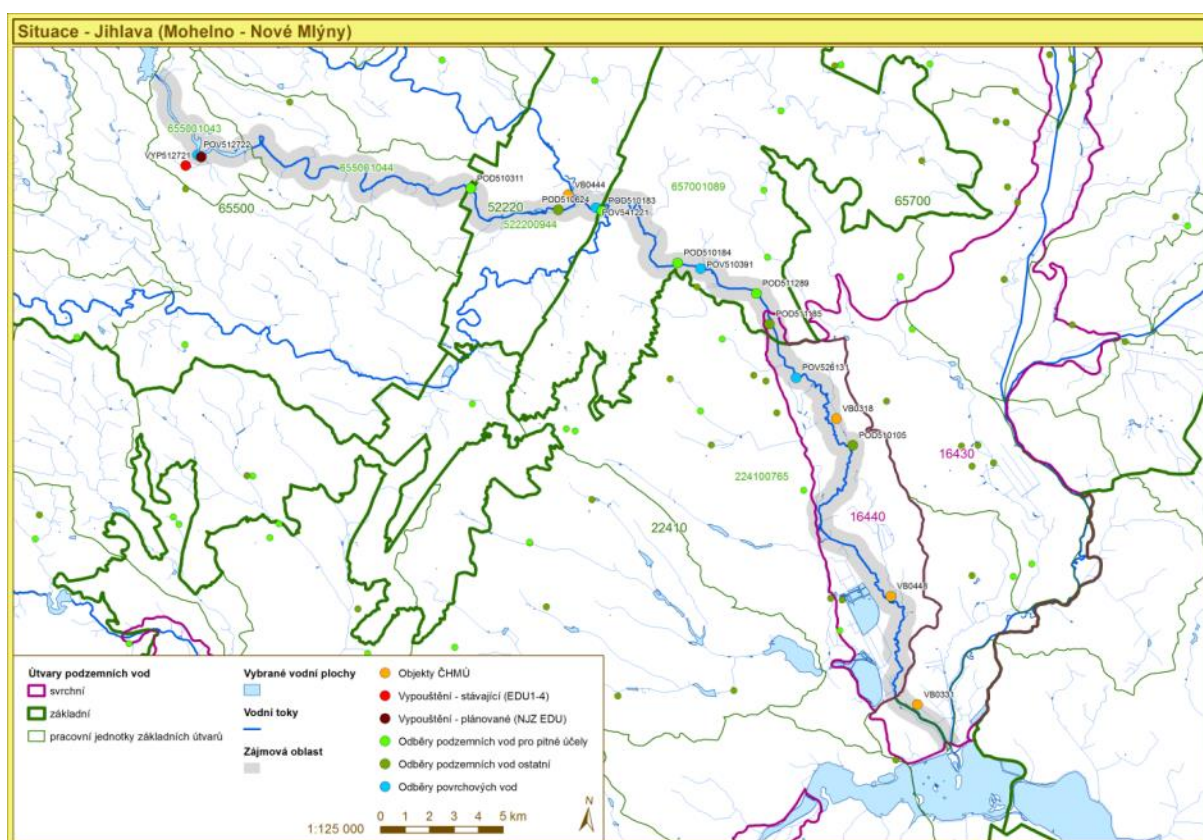 Situace - Jihlava (Mohelno - Nové Mlýny)
655001043
POV512722
VYP512721
655001044
65500
POD510311
VB0444
52220
POD510624
POD510183
POV541221
522200944
657001089
65700
POD510184
POV510391
POD511289
POV52613
VB0318
POD510105
224100765
16430
16440
22410
VB0331
Útvary podzemních vod
svrchní
základní
pracovní jednotky základních útvarů
Vybrané vodní plochy
Vodní toky
Zájmová oblast
Objekty ČHMÚ
Vypouštění - stávající (EDU1-4)
Vypouštění - plánované (NJZ EDU)
Odběry podzemních vod pro pitné účely
Odběry podzemních vod ostatní
Odběry povrchových vod
1:125 000
0 1 2 3 4 5 km
N